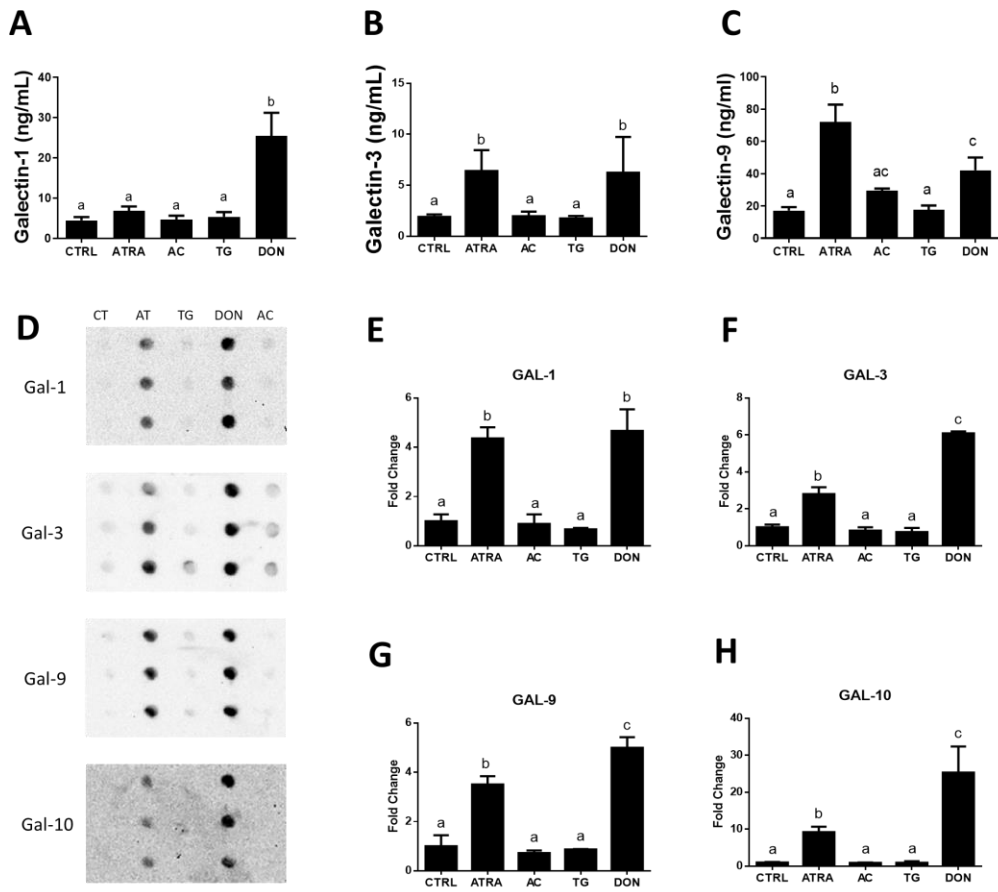 A
B
C
Galectin-1 (ng/mL)
40
30
20
10
0
a
a
a
a
b
CTRL ATRA AC TG DON
Galectin-3 (ng/mL)
15
10
5
0
a
b
a
a
b
CTRL ATRA AC TG DON
Galectin-9 (ng/ml)
100
80
60
40
20
0
a
b
ac
a
c
CTRL ATRA AC TG DON
D
CT AT TG DON AC
Gal-1
Gal-3
Gal-9
Gal-10
E
GAL-1
Fold Change
6
4
2
0
a
b
a
a
b
CTRL ATRA AC TG DON
F
GAL-3
Fold Change
8
6
4
2
0
a
b
a
a
c
CTRL ATRA AC TG DON
G
GAL-9
Fold Change
6
4
2
0
a
b
a
a
c
CTRL ATRA AC TG DON
H
GAL-10
Fold Change
40
30
20
10
0
a
b
a
a
c
CTRL ATRA AC TG DON